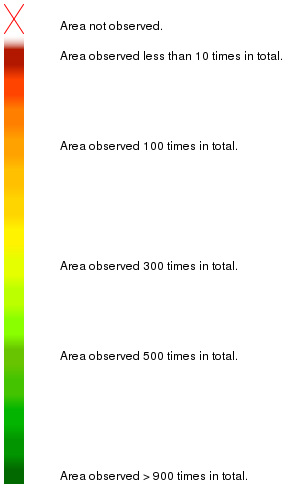 Area not observed.
Area observed less than 10 times in total.
Area observed 100 times in total.
Area observed 300 times in total.
Area observed 500 times in total.
Area observed > 900 times in total.